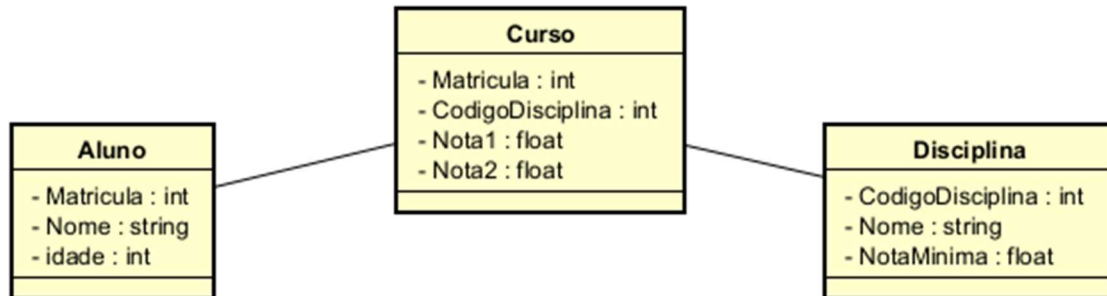 Curso
- Matricula : int
- CodigoDisciplina : int
- Nota1 : float
- Nota2 : float
Aluno
- Matricula : int
- Nome : string
- idade : int
Disciplina
- CodigoDisciplina : int
- Nome : string
- NotaMinima : float